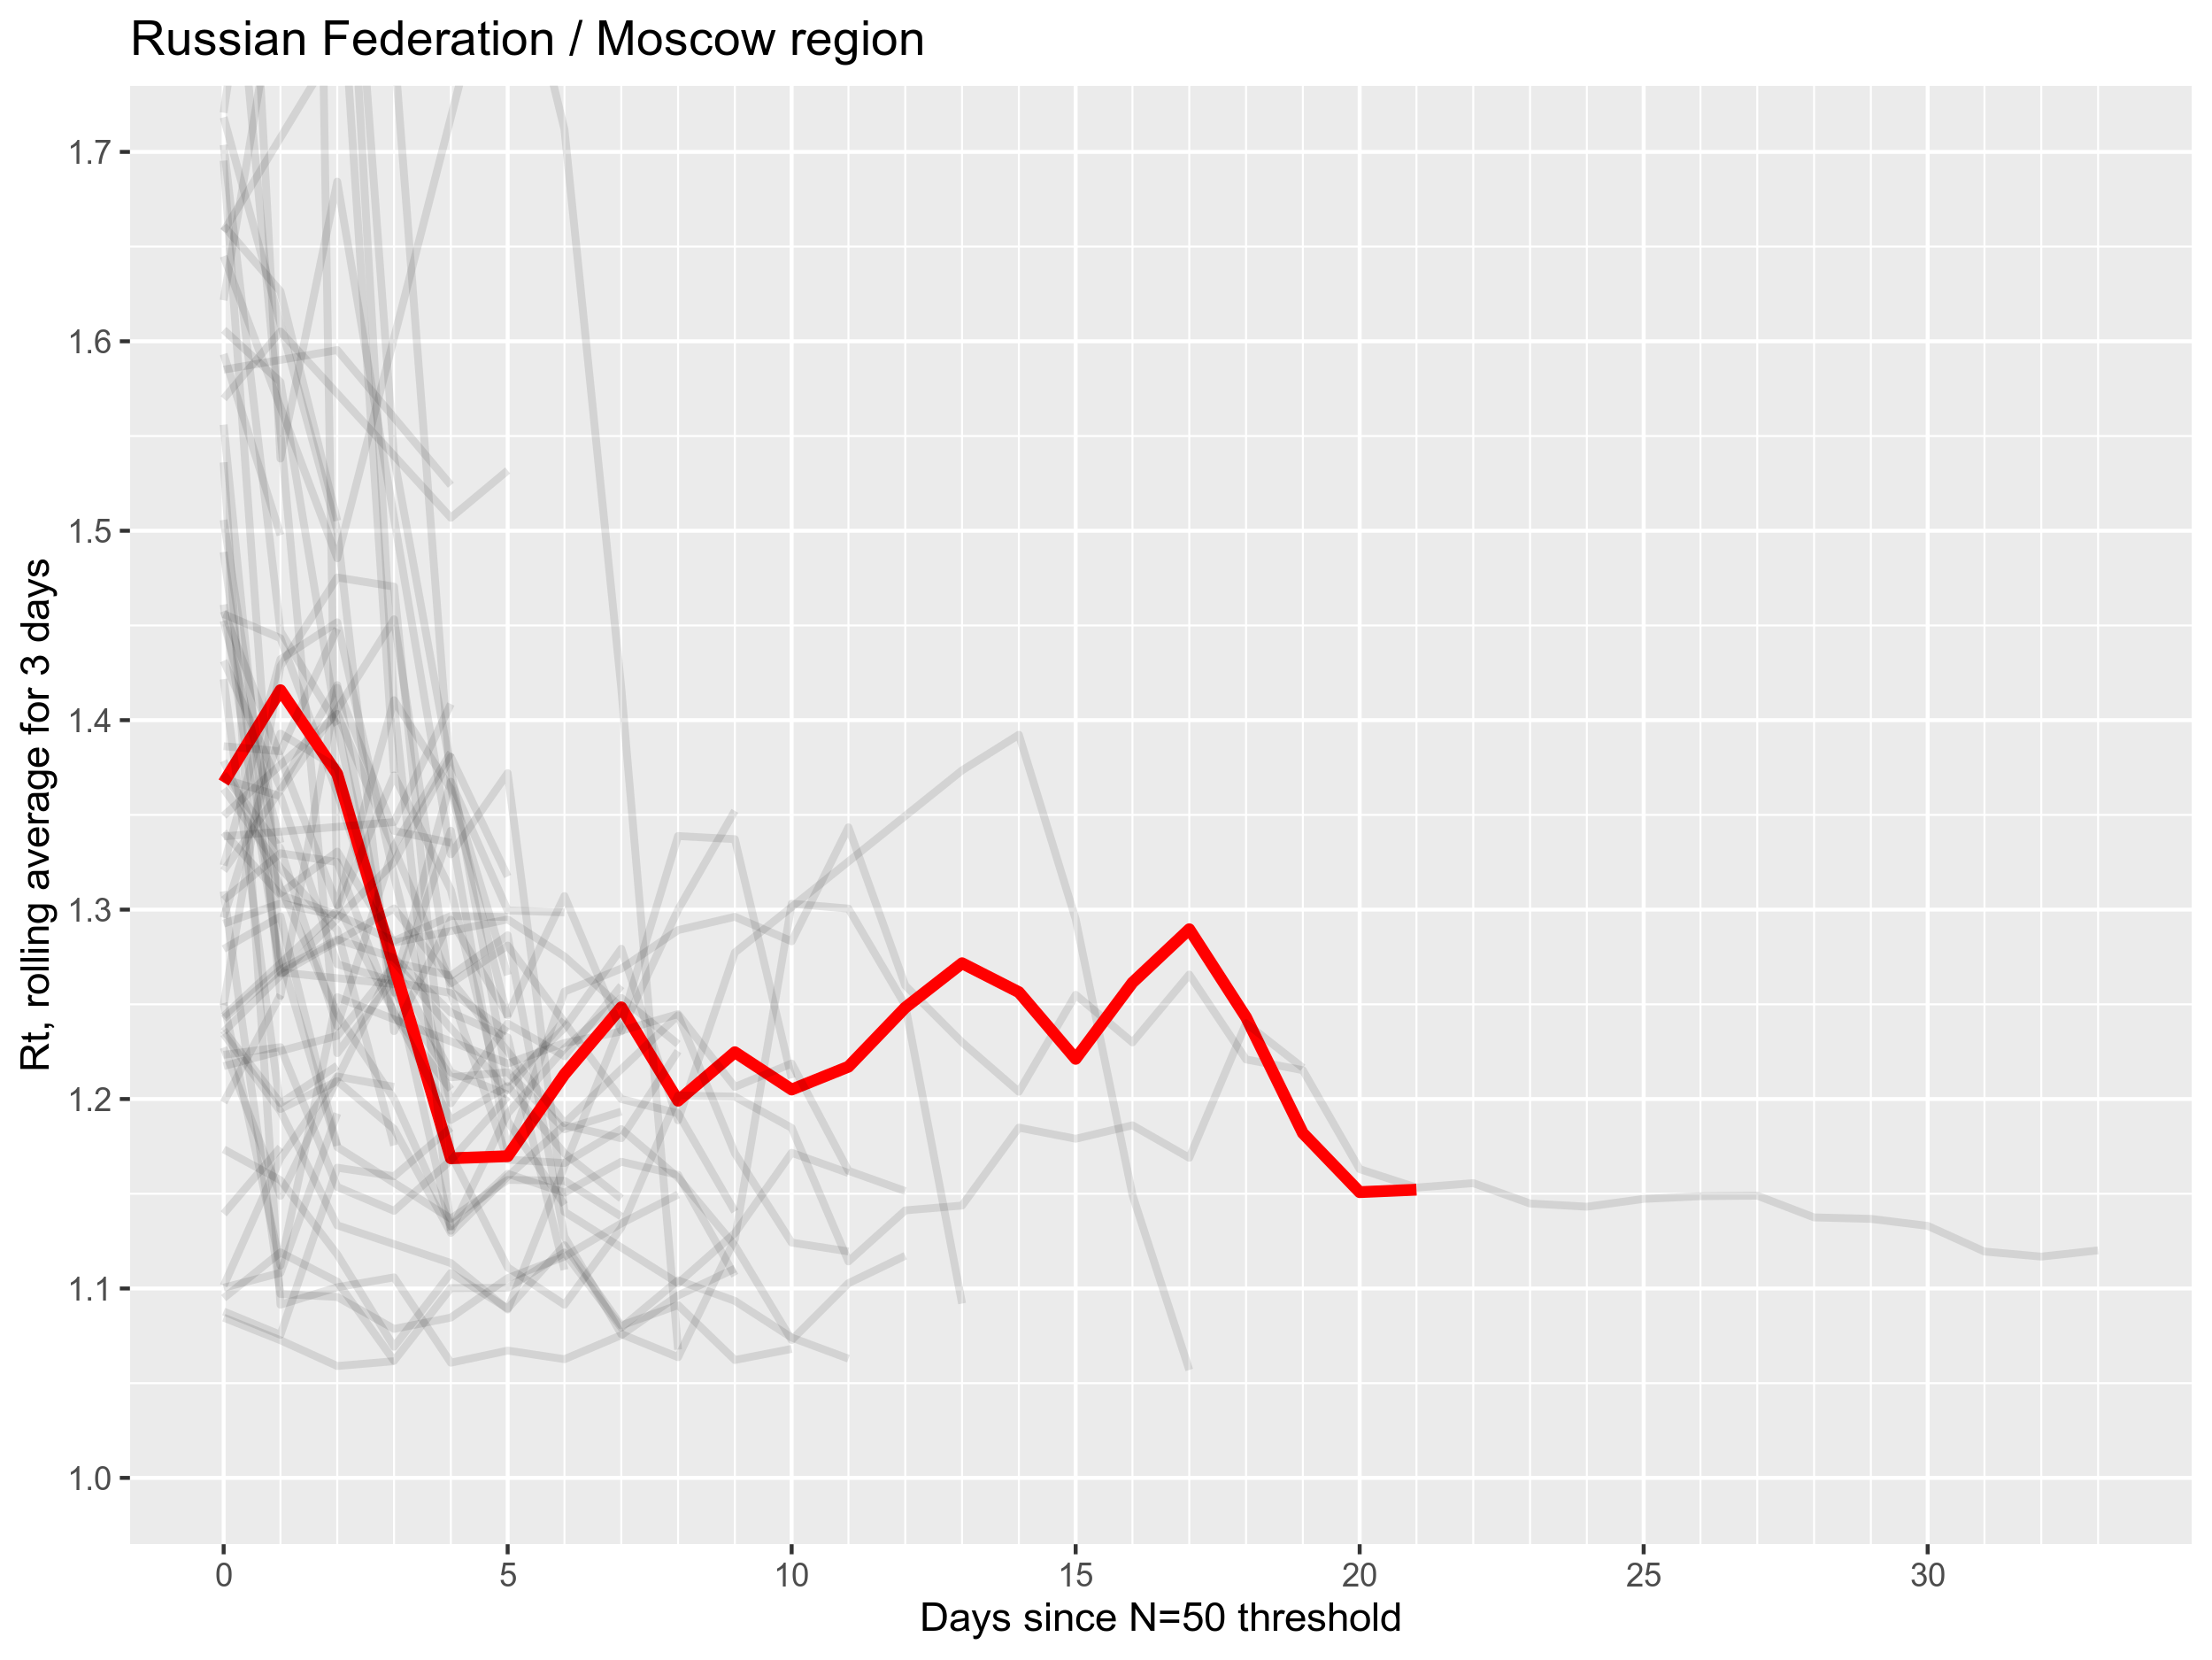 Russian Federation / Moscow region
Rt, rolling average for 3 days
1.7
1.6
1.5
1.4
1.3
1.2
1.1
1.0
0 5 10 15 20 25 30
Days since N=50 threshold